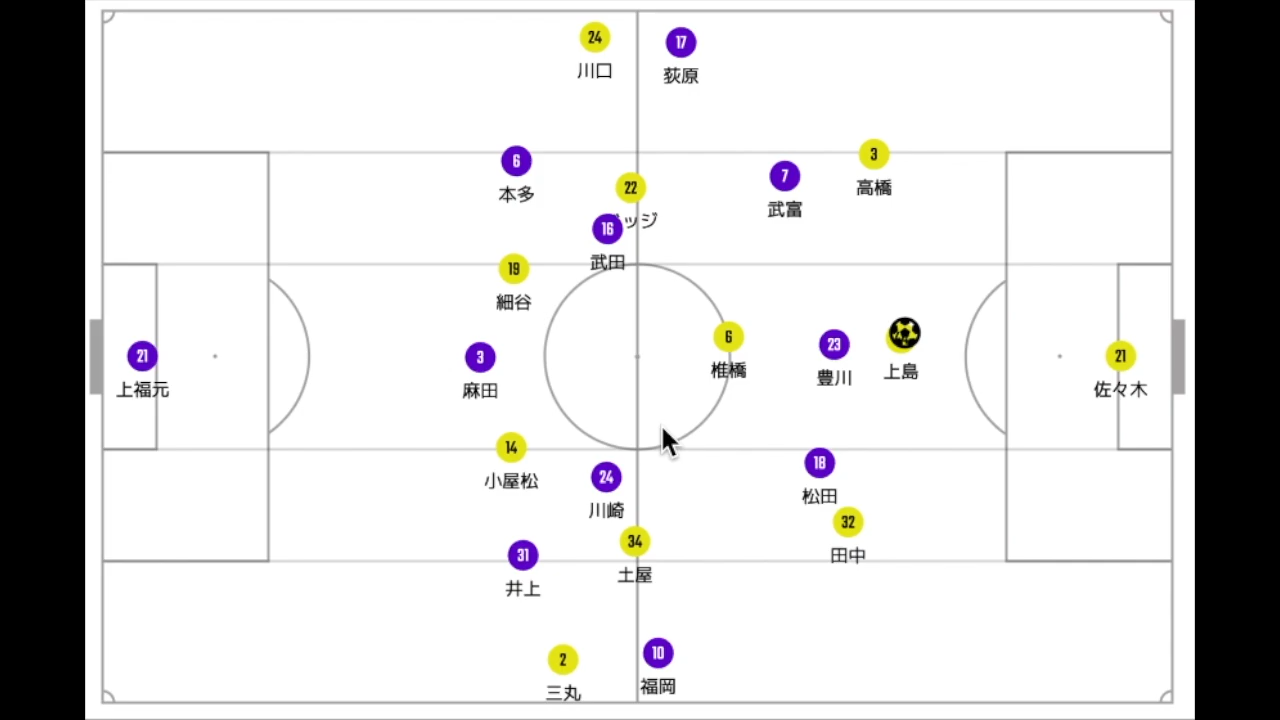 24
川口
17
荻原
6
本多
22
ッジ
7
武富
3
高橋
16
武田
19
細谷
6
椎橋
23
豊川
上島
21
上福元
3
麻田
21
佐々木
14
小屋松
24
川崎
18
松田
32
田中
34
土屋
31
井上
2
三丸
10
福岡